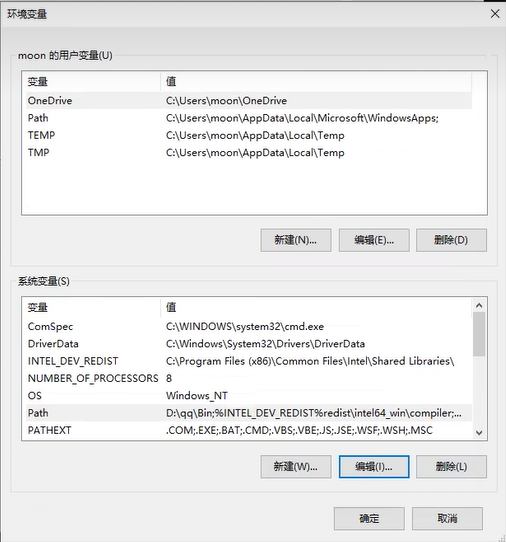 环境变量
moon 的用户变量(U)
变量 值
OneDrive C:\Users\moon\OneDrive
Path C:\Users\moon\AppData\Local\Microsoft\WindowsApps;
TEMP C:\Users\moon\AppData\Local\Temp
TMP C:\Users\moon\AppData\Local\Temp
新建(N)... 编辑(E)... 删除(D)
系统变量(S)
变量 值
ComSpec C:\WINDOWS\system32\cmd.exe
DriverData C:\Windows\System32\Drivers\DriverData
INTEL_DEV_REDIST C:\Program Files (x86)\Common Files\Intel\Shared Libraries\
NUMBER_OF_PROCESSORS 8
OS Windows_NT
Path D:\qq\Bin;%INTEL_DEV_REDIST%redist\intel64_win\compiler;...
PATHEXT .COM;.EXE;.BAT;.CMD;.VBS;.VBE;.JS;.JSE;.WSF;.WSH;.MSC
新建(W)... 编辑(I)... 删除(L)
确定 取消